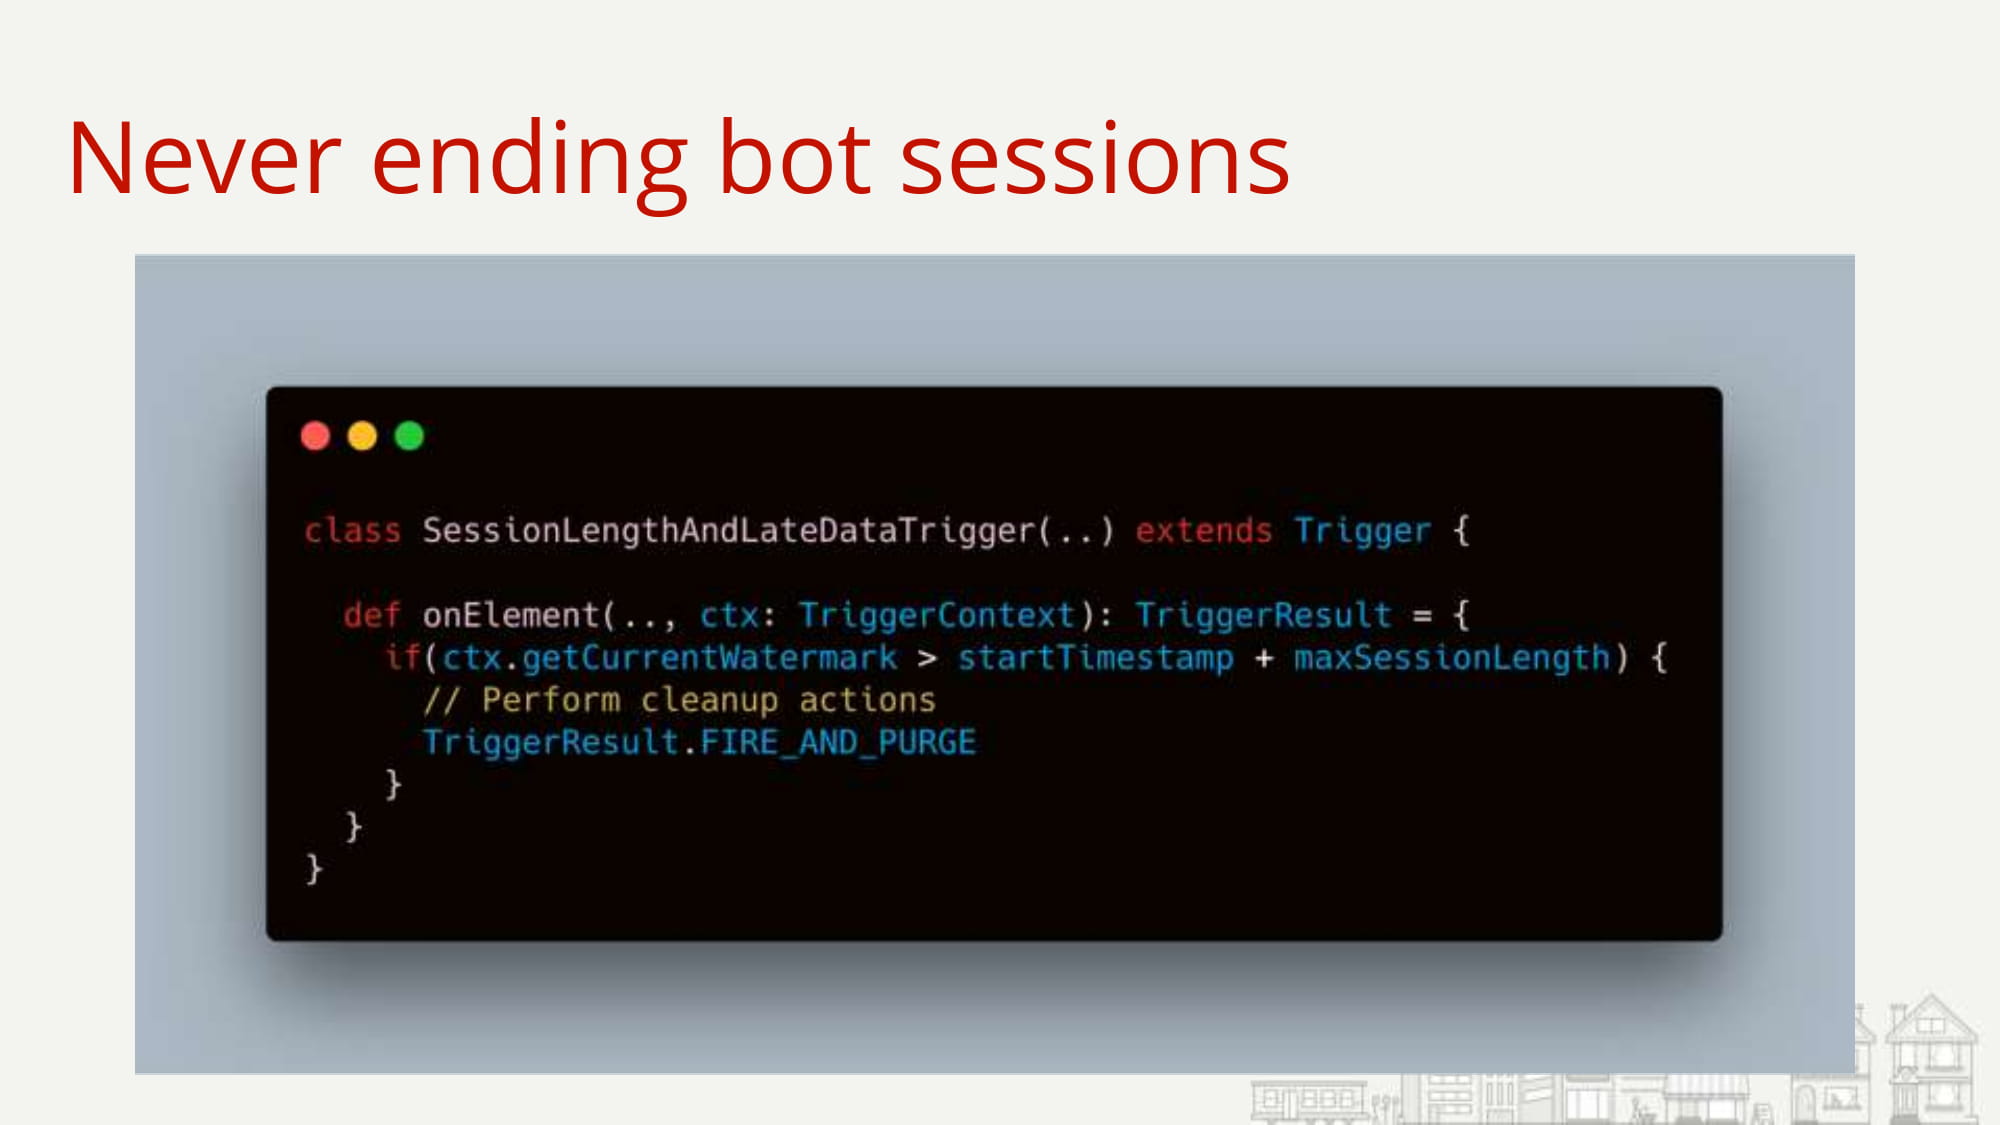 Never ending bot sessions
class SessionLengthAndLateDataTrigger(..) extends Trigger {
def onElement(.., ctx: TriggerContext): TriggerResult = {
if(ctx.getCurrentWatermark > startTimestamp + maxSessionLength) {
// Perform cleanup actions
TriggerResult.FIRE_AND_PURGE
}
}
}